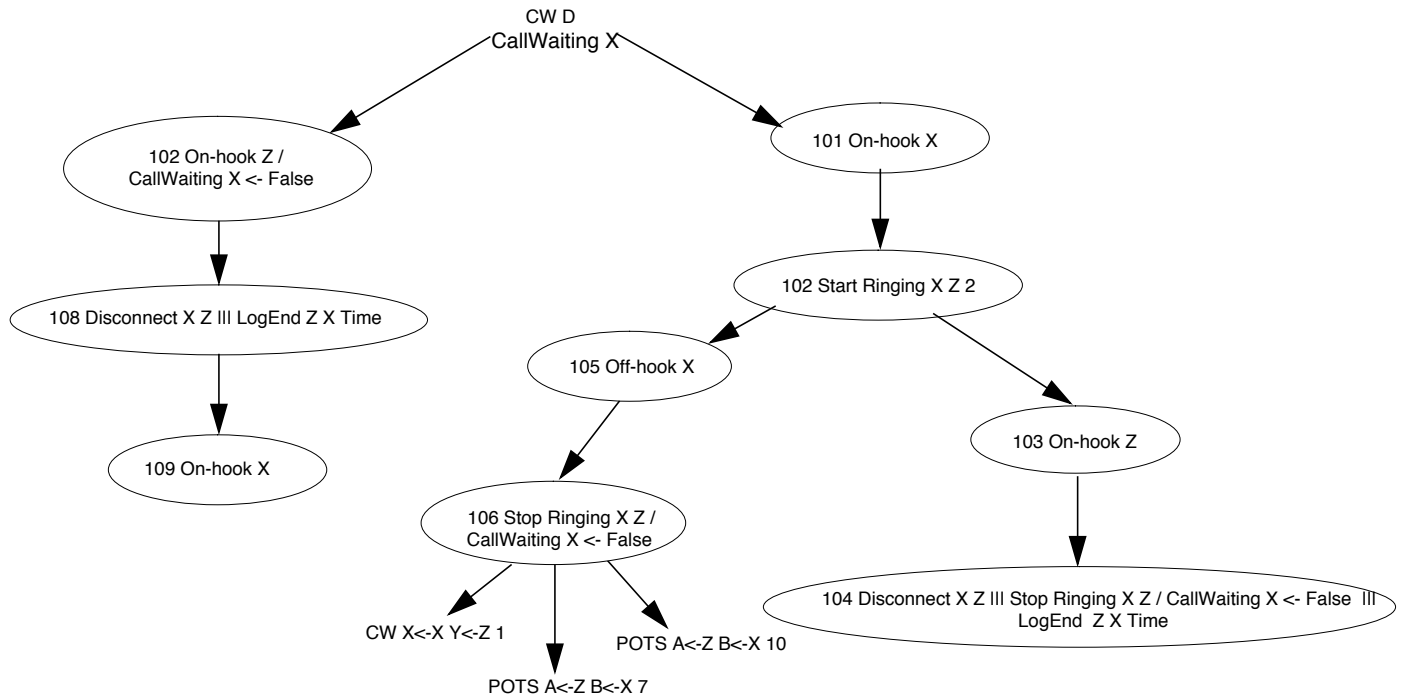 CW D
CallWaiting X
101 On-hook X
102 On-hook Z /
CallWaiting X <- False
102 Start Ringing X Z 2
108 Disconnect X Z ||| LogEnd Z X Time
105 Off-hook X
103 On-hook Z
109 On-hook X
106 Stop Ringing X Z /
CallWaiting X <- False
104 Disconnect X Z ||| Stop Ringing X Z / CallWaiting X <- False |||
LogEnd Z X Time
CW X<-X Y<-Z 1
POTS A<-Z B<-X 10
POTS A<-Z B<-X 7